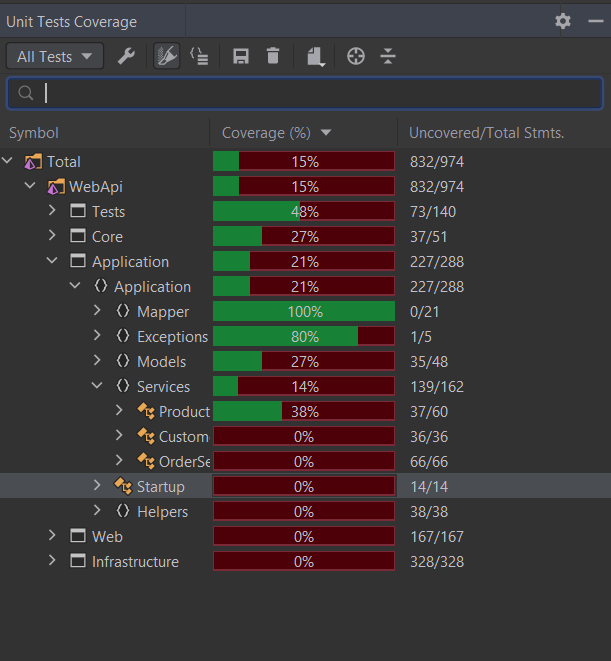 Unit Tests Coverage
All Tests
Symbol Coverage (%) Uncovered/Total Stmts.
Total 15% 832/974
WebApi 15% 832/974
Tests 48% 73/140
Core 27% 37/51
Application 21% 227/288
Application 21% 227/288
Mapper 100% 0/21
Exceptions 80% 1/5
Models 27% 35/48
Services 14% 139/162
Product 38% 37/60
Custome 0% 36/36
OrderSe 0% 66/66
Startup 0% 14/14
Helpers 0% 38/38
Web 0% 167/167
Infrastructure 0% 328/328